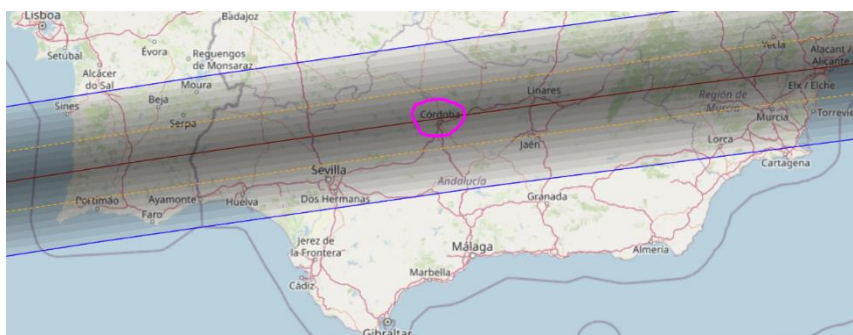 Lisboa
Badajoz
Setúbal
Évora
Reguengos
de Monsaraz
Yecla
Alacant /
Alicante
Alcácer
do Sal
Moura
Elx / Elche
Beja
Linares
Región de
Murcia
Sines
Córdoba
Serpa
Murcia
Torrevie
Jaén
Lorca
Cartagena
Sevilla
Andalucía
Portimão
Ayamonte
Huelva
Dos Hermanas
Granada
Faro
Jerez de
la Frontera
Málaga
Almería
Marbella
Cádiz
Gibraltar